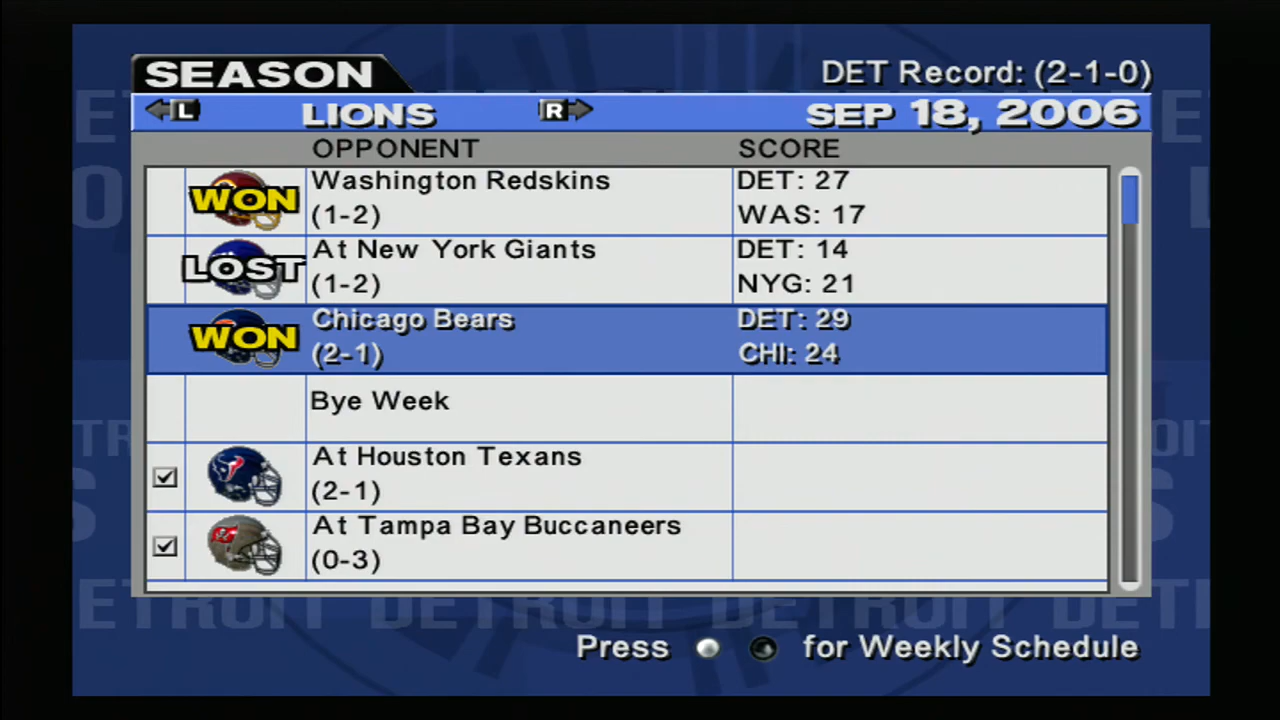 SEASON
DET Record: (2-1-0)
L LIONS R SEP 18, 2006
OPPONENT SCORE
WON Washington Redskins DET: 27
(1-2) WAS: 17
LOST At New York Giants DET: 14
(1-2) NYG: 21
WON Chicago Bears DET: 29
(2-1) CHI: 24
Bye Week
At Houston Texans
(2-1)
At Tampa Bay Buccaneers
(0-3)
DETROIT DETROIT DETROIT
Press for Weekly Schedule